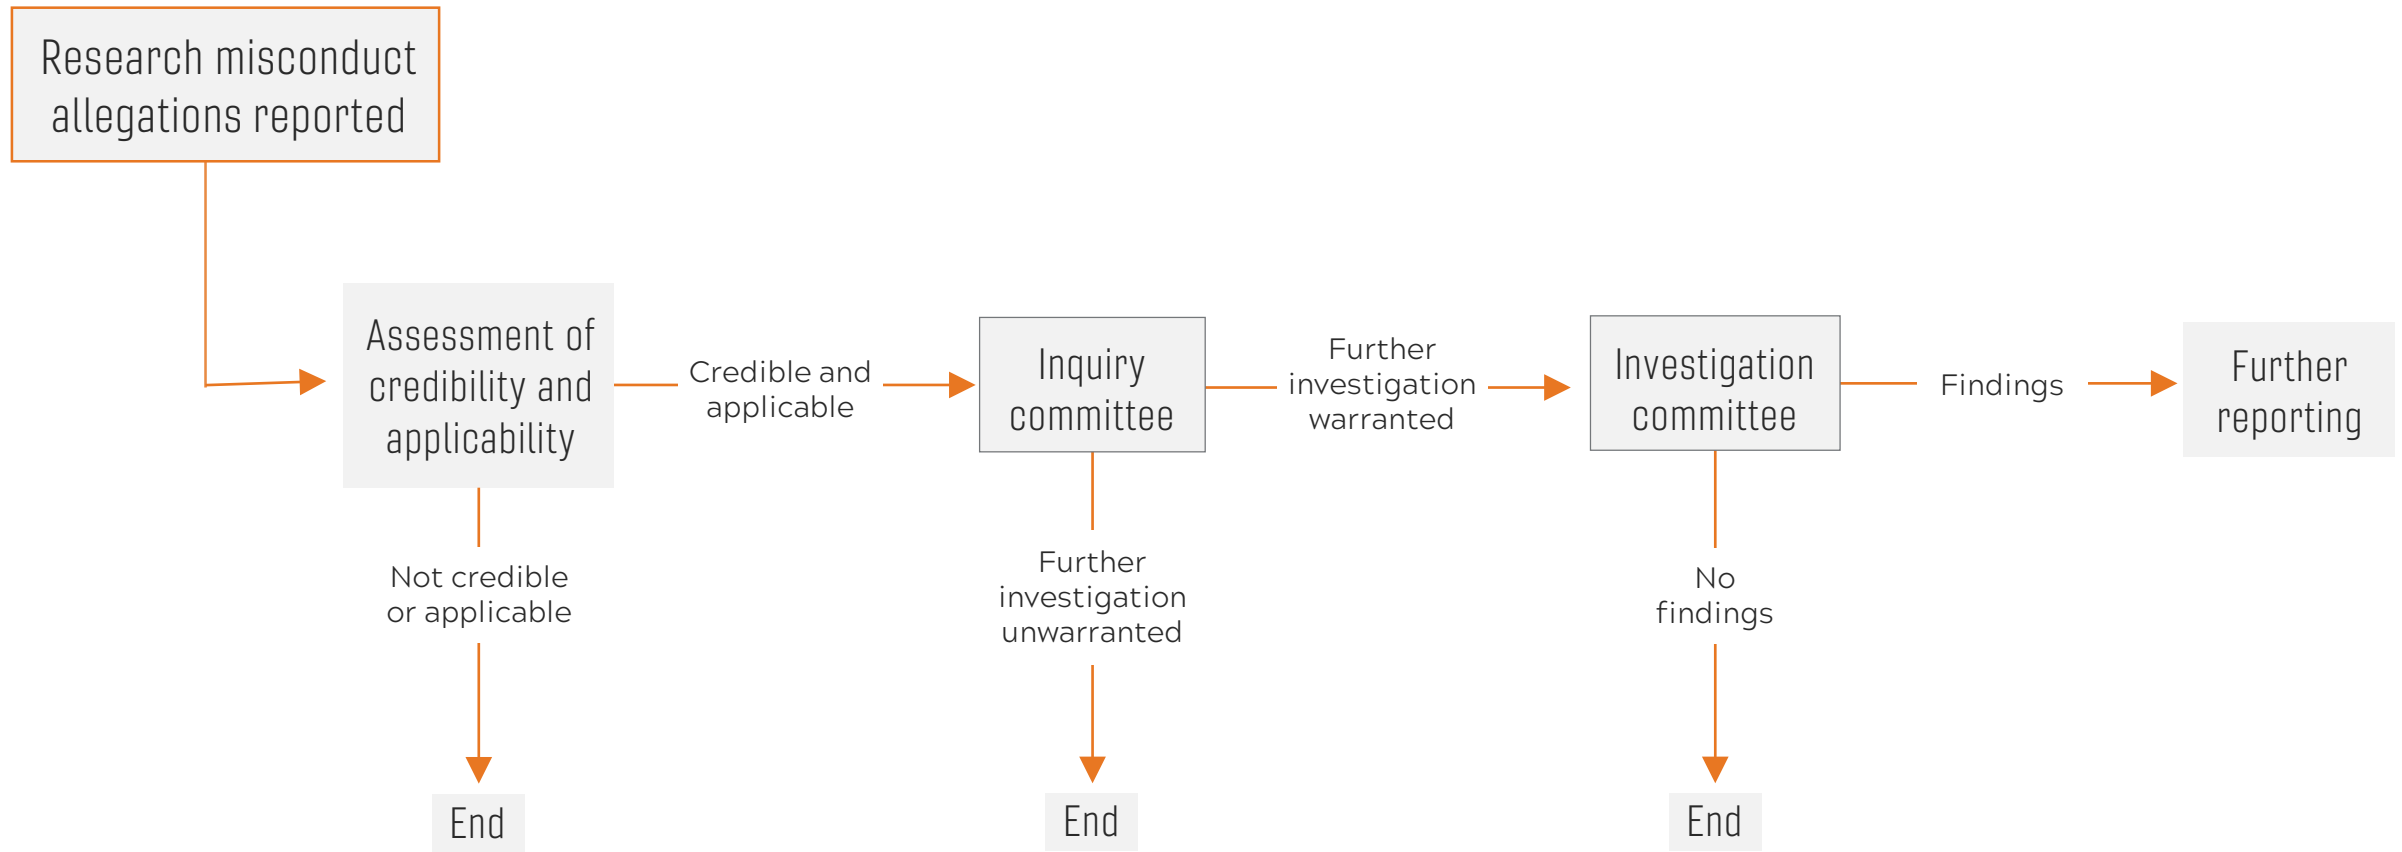 Research misconduct
allegations reported
Assessment of
credibility and
applicability
Credible and
applicable
Inquiry
committee
Further
investigation
warranted
Investigation
committee
Findings
Further
reporting
Not credible
or applicable
Further
investigation
unwarranted
No
findings
End
End
End